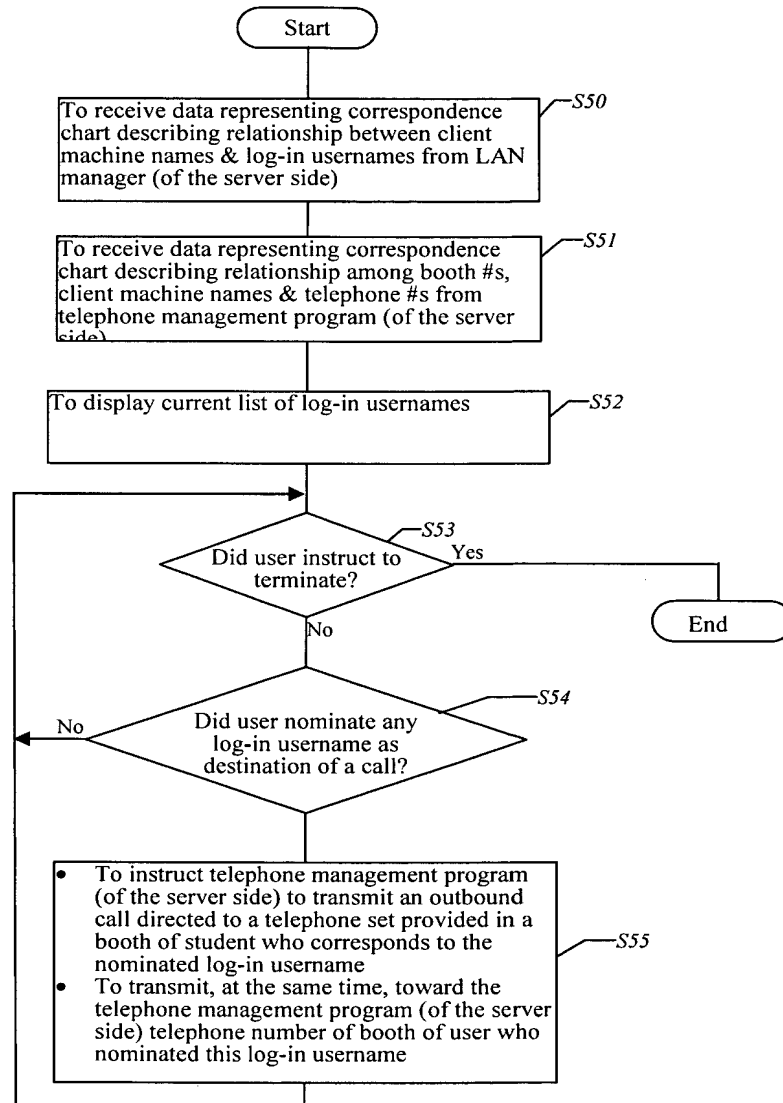 Start
To receive data representing correspondence
chart describing relationship between client
machine names & log-in usernames from LAN
manager (of the server side)
S50
To receive data representing correspondence
chart describing relationship among booth #s,
client machine names & telephone #s from
telephone management program (of the server
side)
S51
To display current list of log-in usernames
S52
S53
Did user instruct to
terminate?
Yes
End
No
S54
No
Did user nominate any
log-in username as
destination of a call?
• To instruct telephone management program
(of the server side) to transmit an outbound
call directed to a telephone set provided in a
booth of student who corresponds to the
nominated log-in username
• To transmit, at the same time, toward the
telephone management program (of the server
side) telephone number of booth of user who
nominated this log-in username
S55